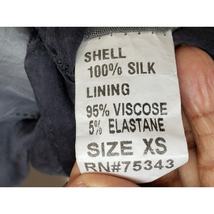 SHELL
100% SILK
LINING
95% VISCOSE
5% ELASTANE
SIZE XS
RN#75343